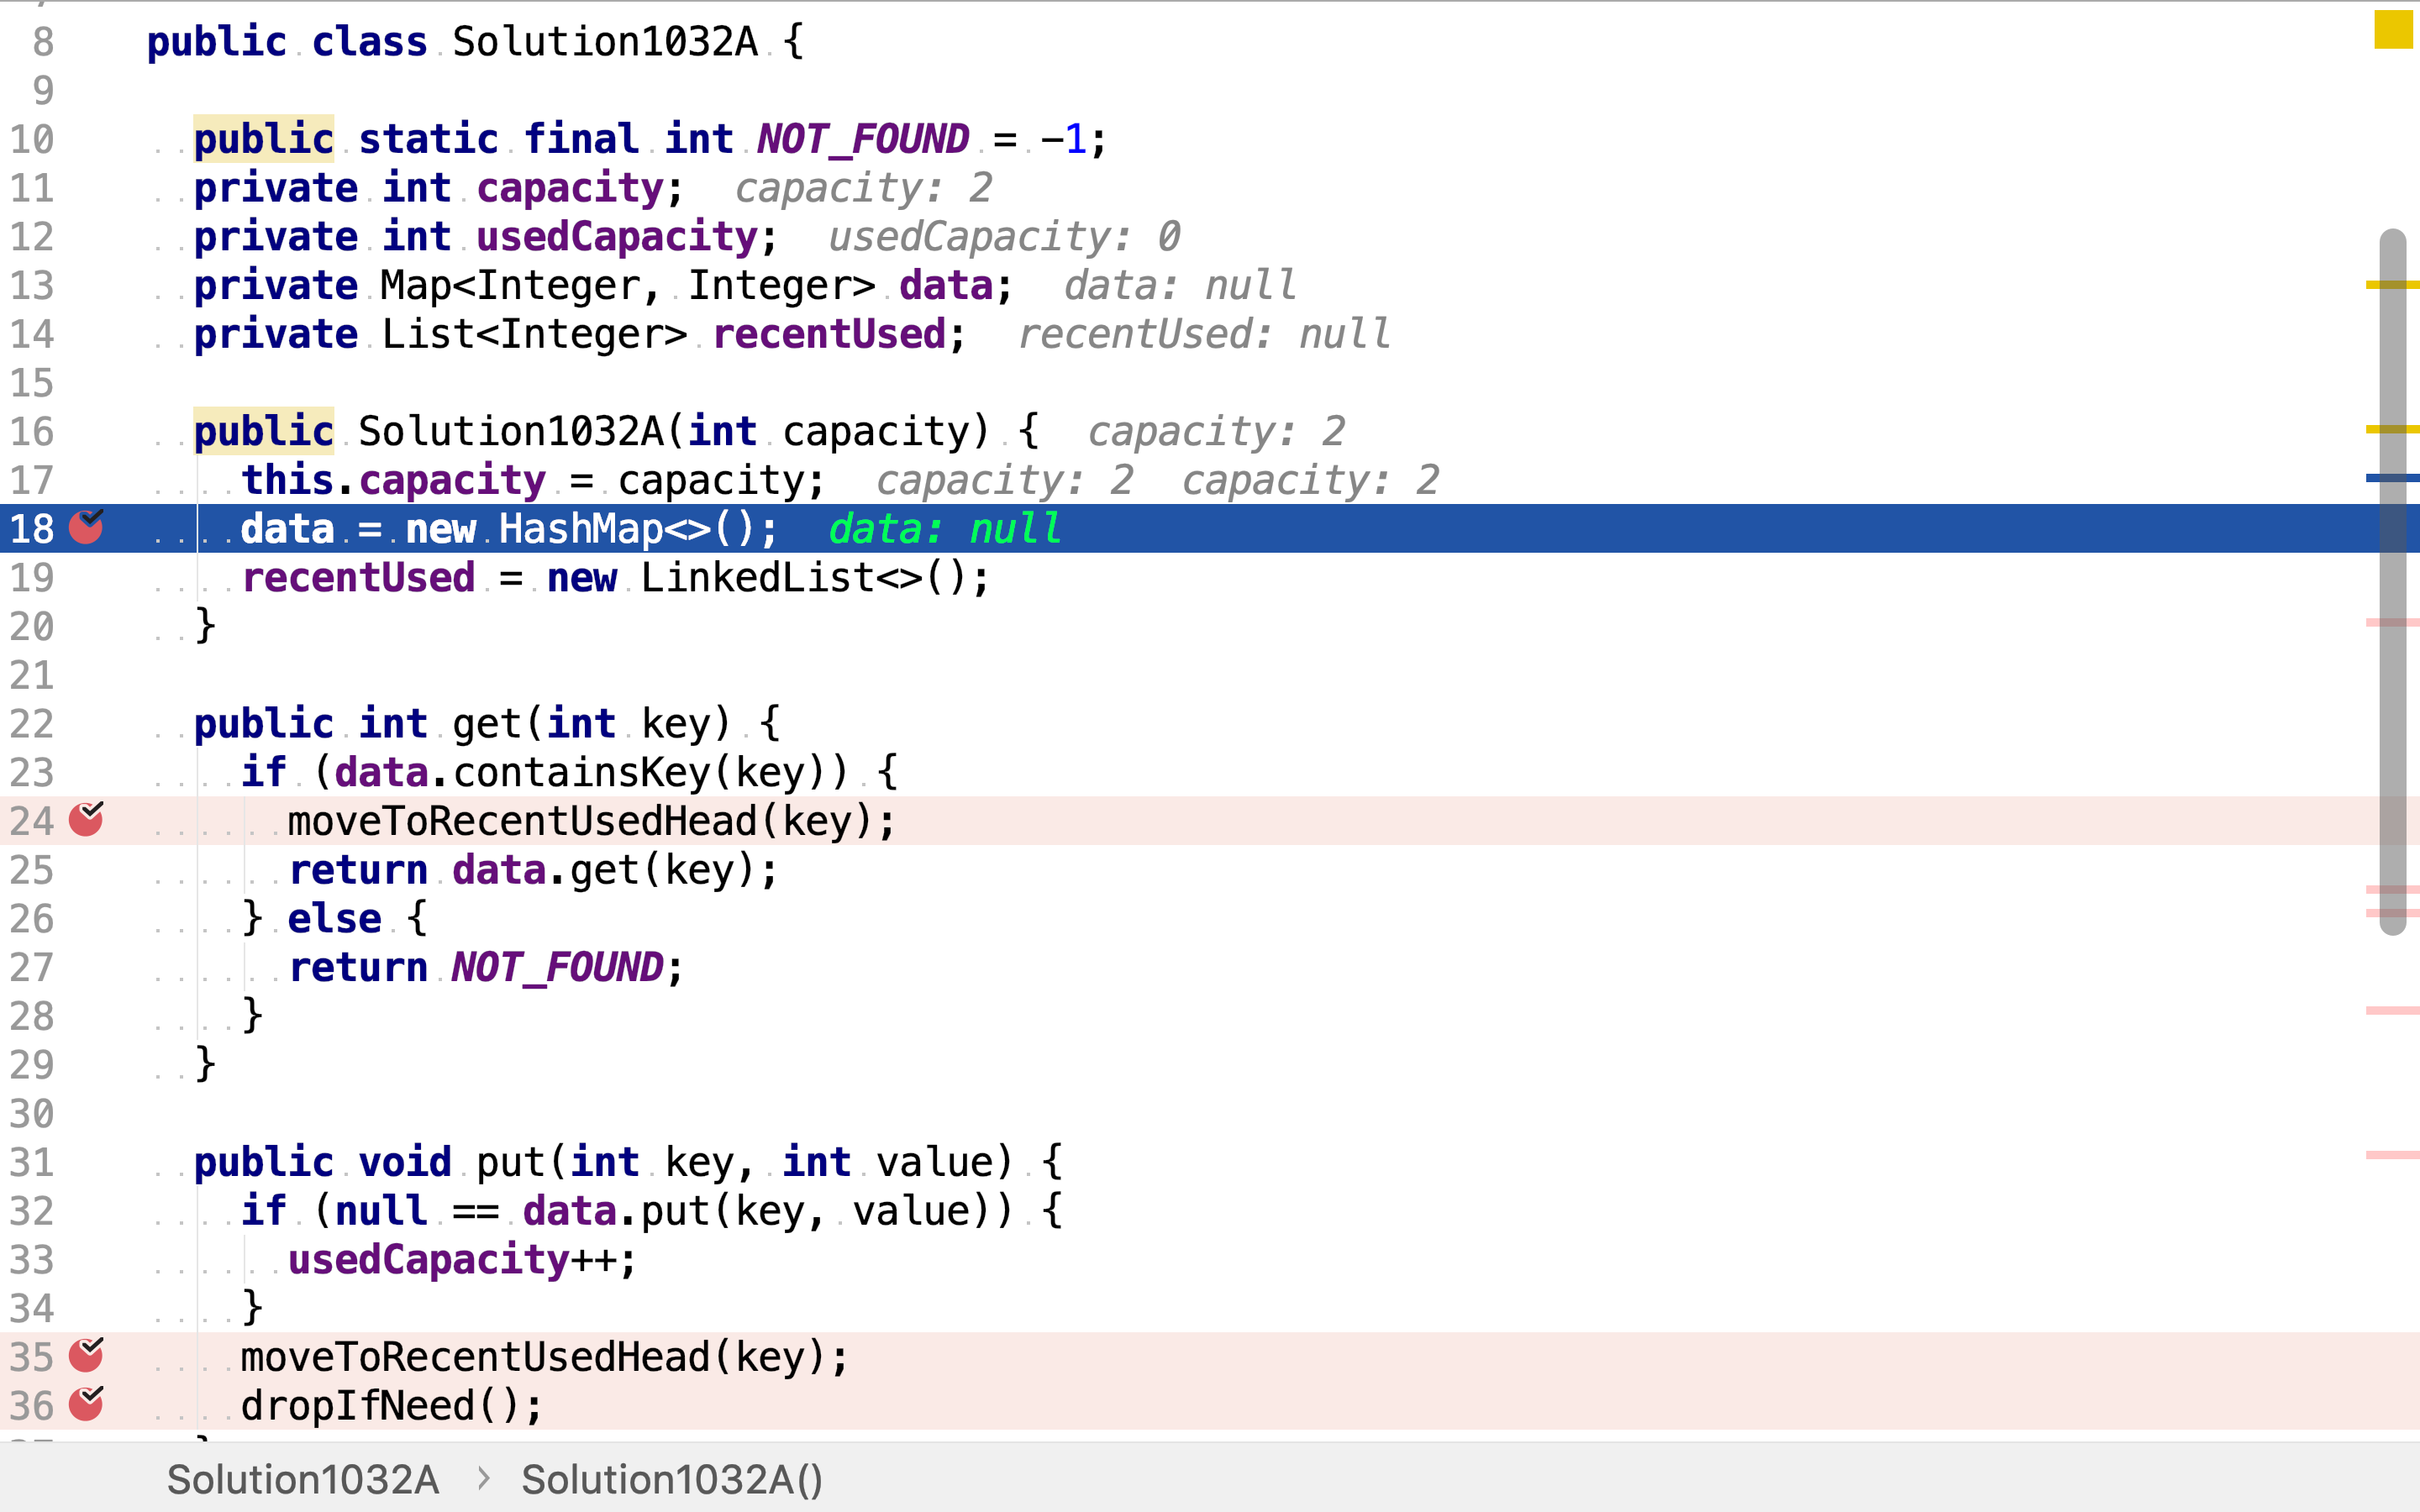 8 public class Solution1032A {
9
10 public static final int NOT_FOUND = -1;
11 private int capacity; capacity: 2
12 private int usedCapacity; usedCapacity: 0
13 private Map<Integer, Integer> data; data: null
14 private List<Integer> recentUsed; recentUsed: null
15
16 public Solution1032A(int capacity) { capacity: 2
17 this.capacity = capacity; capacity: 2 capacity: 2
18 data = new HashMap<>(); data: null
19 recentUsed = new LinkedList<>();
20 }
21
22 public int get(int key) {
23 if (data.containsKey(key)) {
24 moveToRecentUsedHead(key);
25 return data.get(key);
26 } else {
27 return NOT_FOUND;
28 }
29 }
30
31 public void put(int key, int value) {
32 if (null == data.put(key, value)) {
33 usedCapacity++;
34 }
35 moveToRecentUsedHead(key);
36 dropIfNeed();
Solution1032A > Solution1032A()